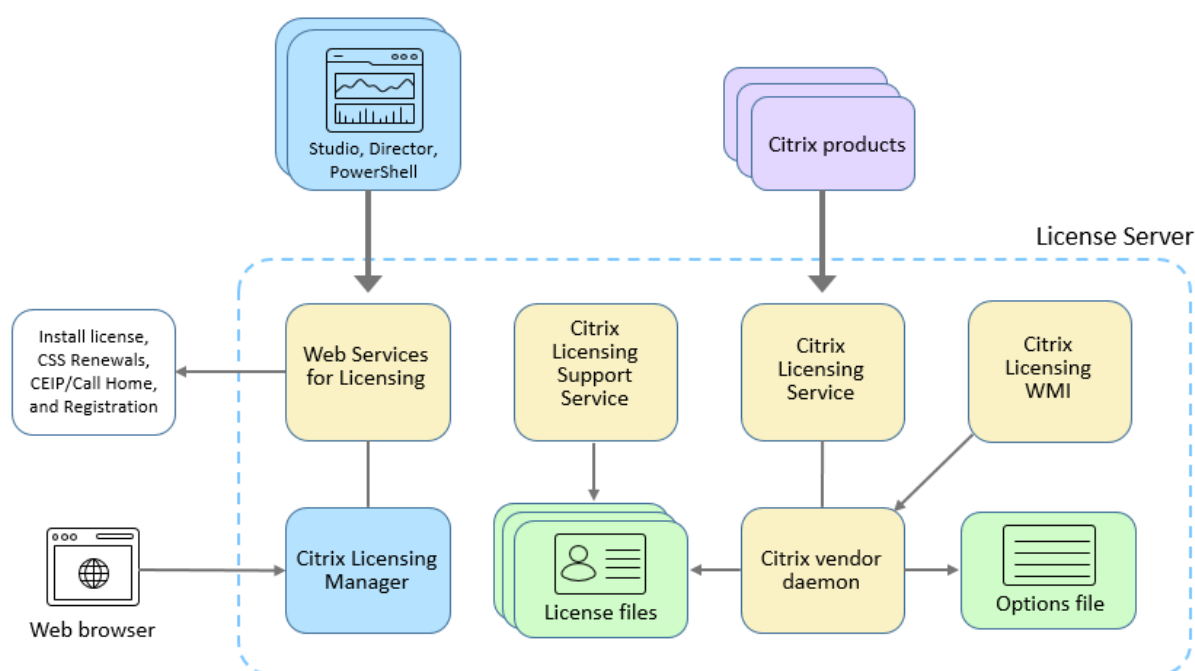 Studio, Director,
PowerShell
Citrix products
License Server
Install license,
CSS Renewals,
CEIP/Call Home,
and Registration
Web Services
for Licensing
Citrix
Licensing
Support
Service
Citrix
Licensing
Service
Citrix
Licensing
WMI
Web browser
Citrix Licensing
Manager
License files
Citrix vendor
daemon
Options file